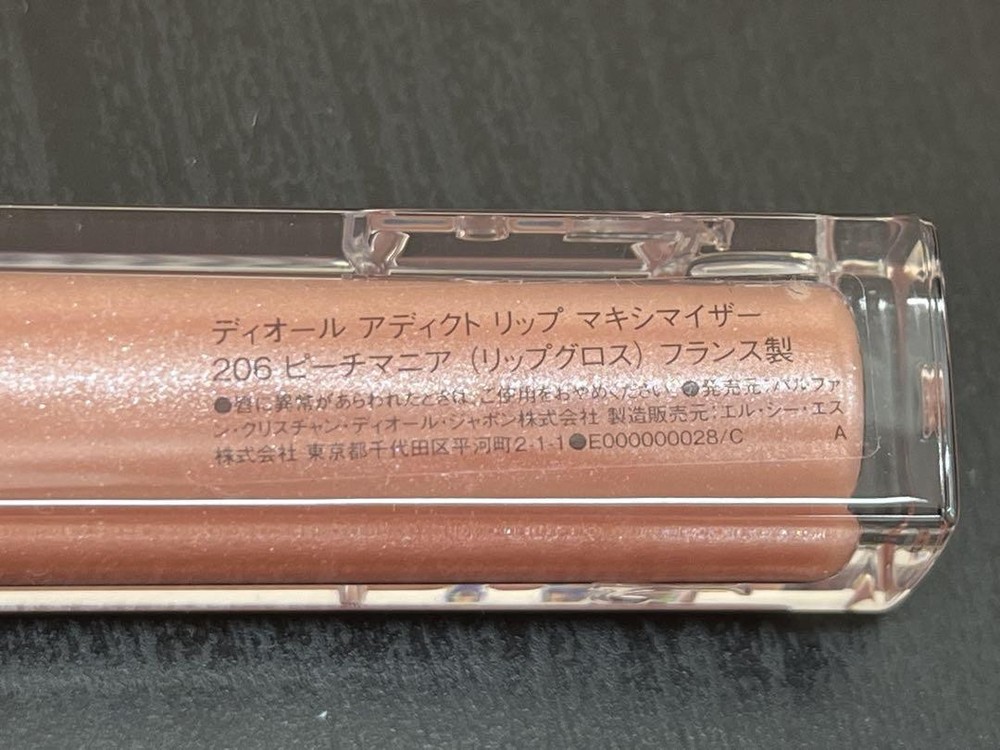 ディオール アディクト リップ マキシマイザー
206 ピーチマニア（リップグロス）フランス製
●唇に異常があらわれたときは、ご使用をおやめください。●発売元：パルファ
ン・クリスチャン・ディオール・ジャポン株式会社 製造販売元：エル・シー・エス
株式会社 東京都千代田区平河町2-1-1●E000000028/C A